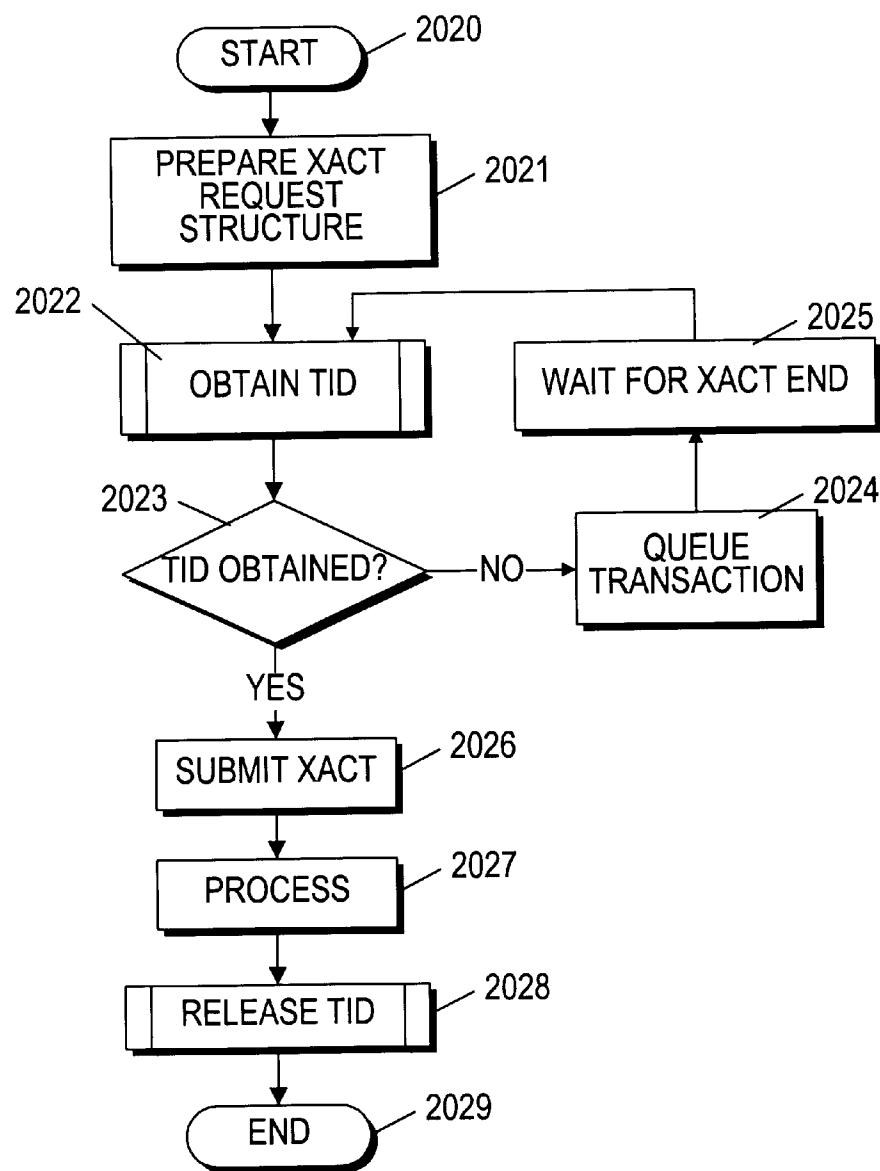 START
2020
PREPARE XACT
REQUEST
STRUCTURE
2021
2022
OBTAIN TID
2025
WAIT FOR XACT END
2023
TID OBTAINED?
NO
2024
QUEUE
TRANSACTION
YES
SUBMIT XACT
2026
PROCESS
2027
RELEASE TID
2028
END
2029